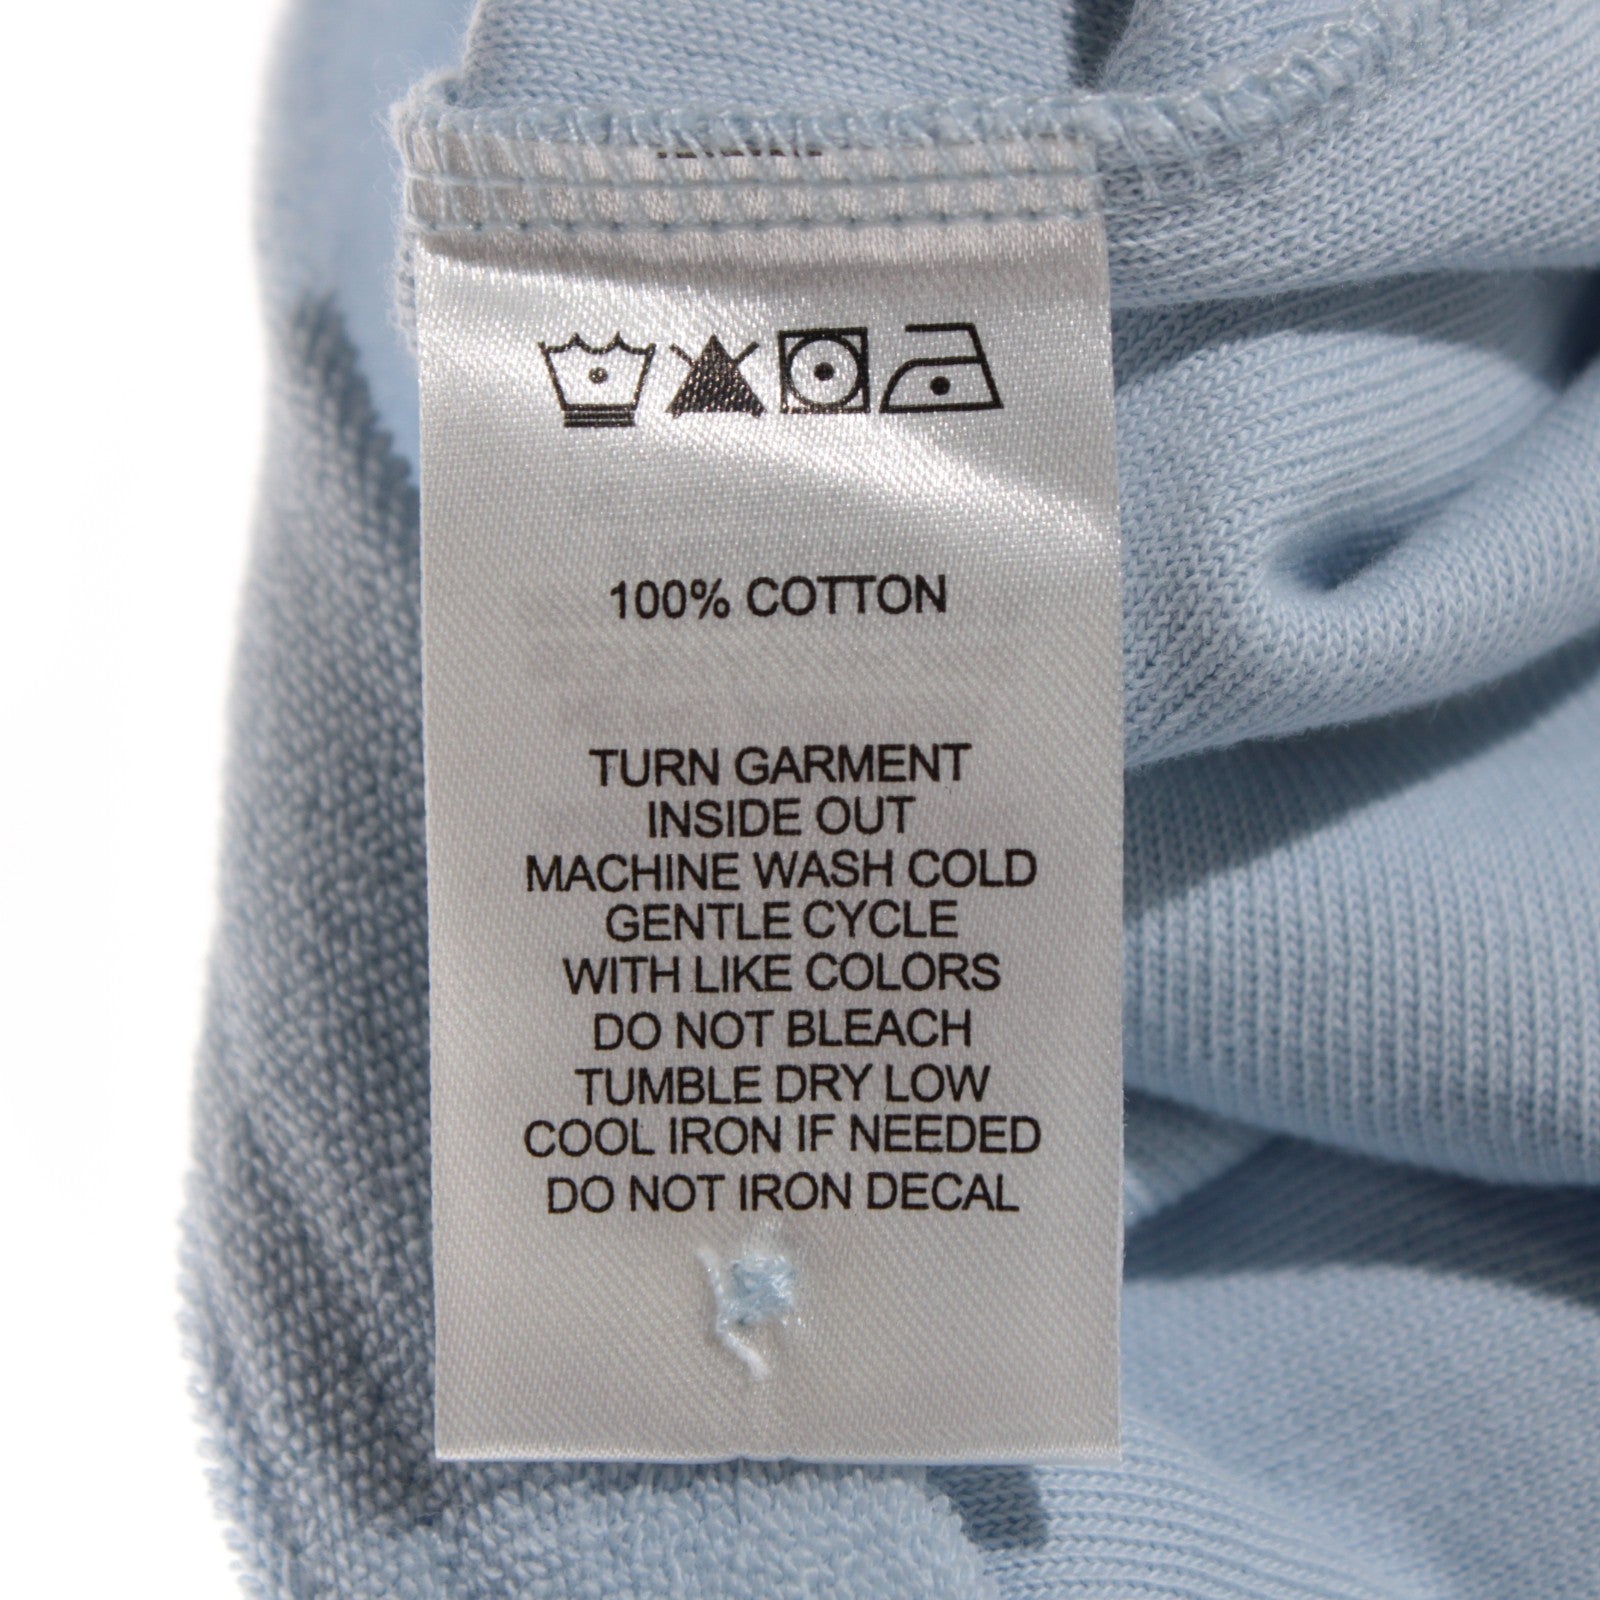 100% COTTON
TURN GARMENT
INSIDE OUT
MACHINE WASH COLD
GENTLE CYCLE
WITH LIKE COLORS
DO NOT BLEACH
TUMBLE DRY LOW
COOL IRON IF NEEDED
DO NOT IRON DECAL